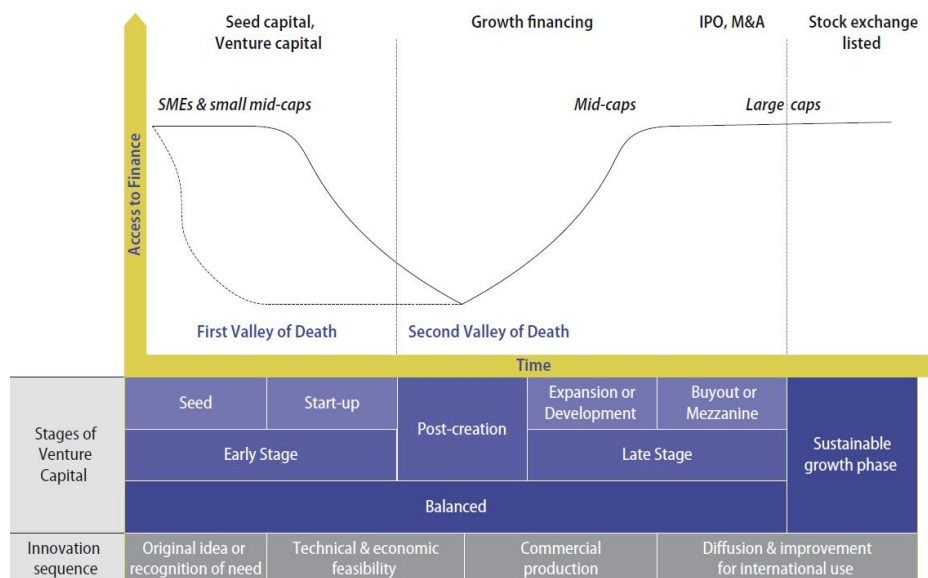 Seed capital,
Venture capital
Growth financing
IPO, M&A
Stock exchange
listed
SMEs & small mid-caps
Mid-caps
Large caps
Access to Finance
First Valley of Death
Second Valley of Death
Time
Stages of
Venture
Capital
Seed
Start-up
Post-creation
Expansion or
Development
Buyout or
Mezzanine
Sustainable
growth phase
Early Stage
Late Stage
Balanced
Innovation
sequence
Original idea or
recognition of need
Technical & economic
feasibility
Commercial
production
Diffusion & improvement
for international use